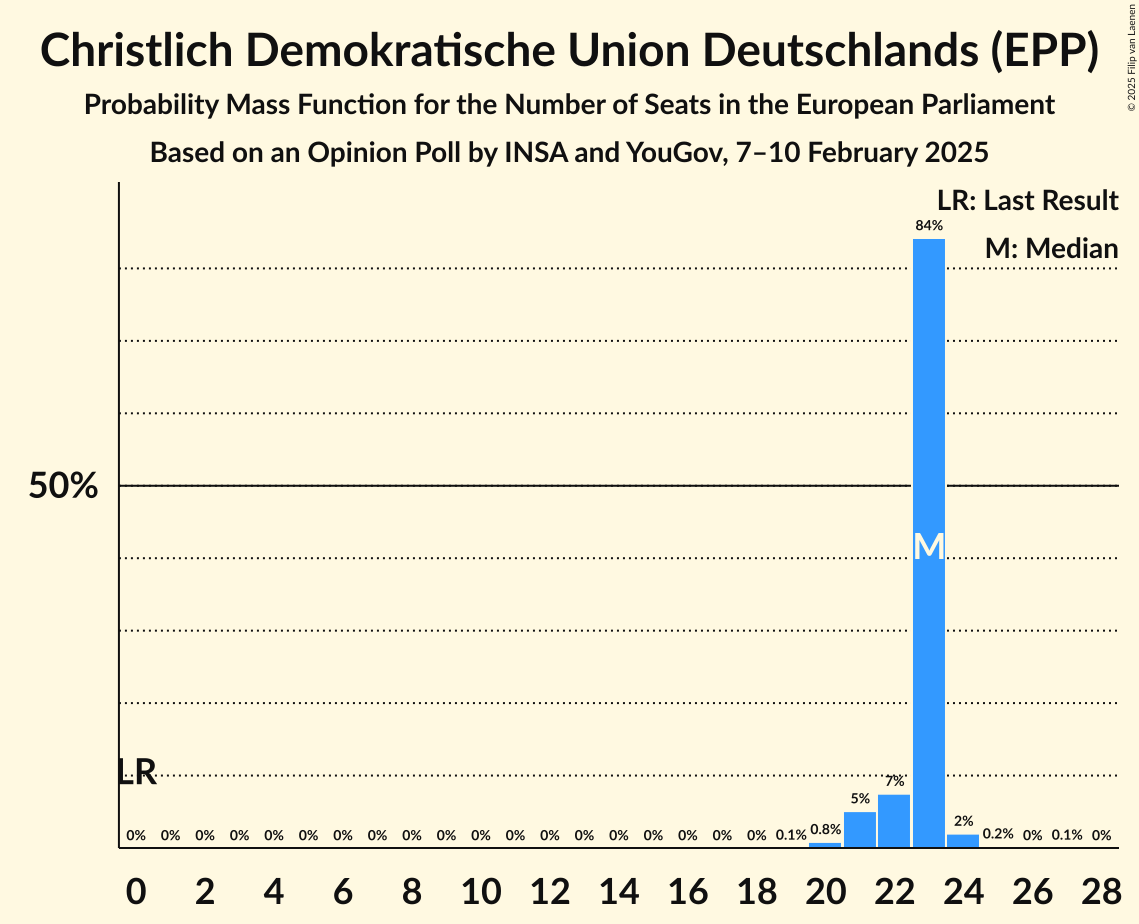 Christlich Demokratische Union Deutschlands (EPP)
Probability Mass Function for the Number of Seats in the European Parliament
Based on an Opinion Poll by INSA and YouGov, 7–10 February 2025
© 2025 Filip van Laenen
LR: Last Result
M: Median
84%
50%
M
LR
0% 0% 0% 0% 0% 0% 0% 0% 0% 0% 0% 0% 0% 0% 0% 0% 0% 0% 0% 0.1% 0.8% 5% 7% 2% 0.2% 0% 0.1% 0%
0 2 4 6 8 10 12 14 16 18 20 22 24 26 28